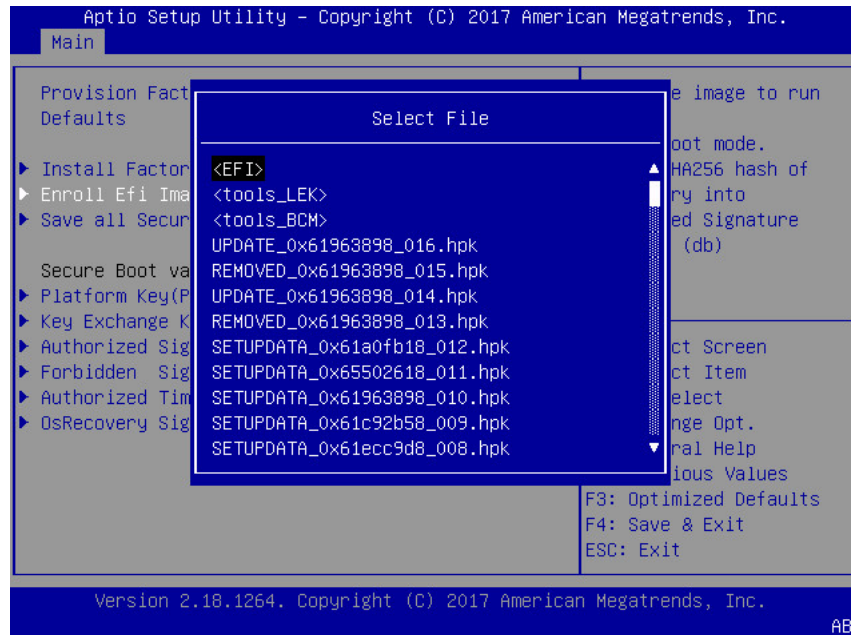 Aptio Setup Utility – Copyright (C) 2017 American Megatrends, Inc.
Main
Provision Fact
Defaults
Install Factor
Enroll Efi Ima
Save all Secur
Secure Boot va
Platform Key(P
Key Exchange K
Authorized Sig
Forbidden  Sig
Authorized Tim
OsRecovery Sig
Select File
<EFI>
<tools_LEK>
<tools_BCM>
UPDATE_0x61963898_016.hpk
REMOVED_0x61963898_015.hpk
UPDATE_0x61963898_014.hpk
REMOVED_0x61963898_013.hpk
SETUPDATA_0x61a0fb18_012.hpk
SETUPDATA_0x65502618_011.hpk
SETUPDATA_0x61963898_010.hpk
SETUPDATA_0x61c92b58_009.hpk
SETUPDATA_0x61ecc9d8_008.hpk
e image to run
oot mode.
HA256 hash of
ry into
ed Signature
(db)
ct Screen
ct Item
elect
nge Opt.
ral Help
ious Values
F3: Optimized Defaults
F4: Save & Exit
ESC: Exit
Version 2.18.1264. Copyright (C) 2017 American Megatrends, Inc.
AB